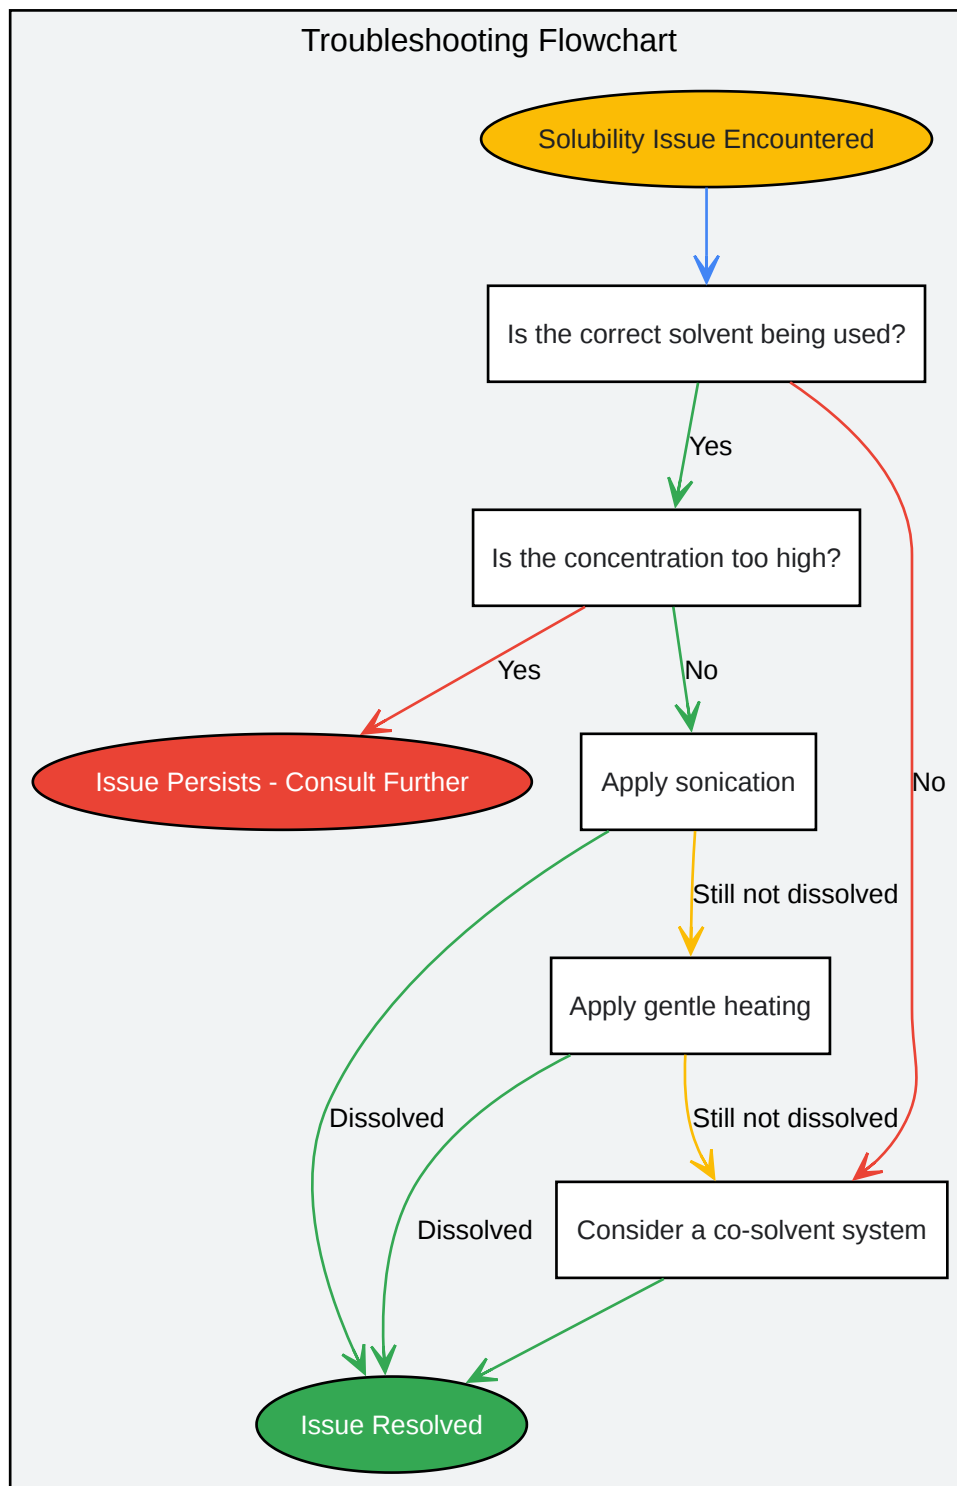 Troubleshooting Flowchart
Solubility Issue Encountered
Is the correct solvent being used?
Yes
Is the concentration too high?
Yes
No
Issue Persists - Consult Further
Apply sonication
No
Still not dissolved
Apply gentle heating
Dissolved
Still not dissolved
Dissolved
Consider a co-solvent system
Issue Resolved